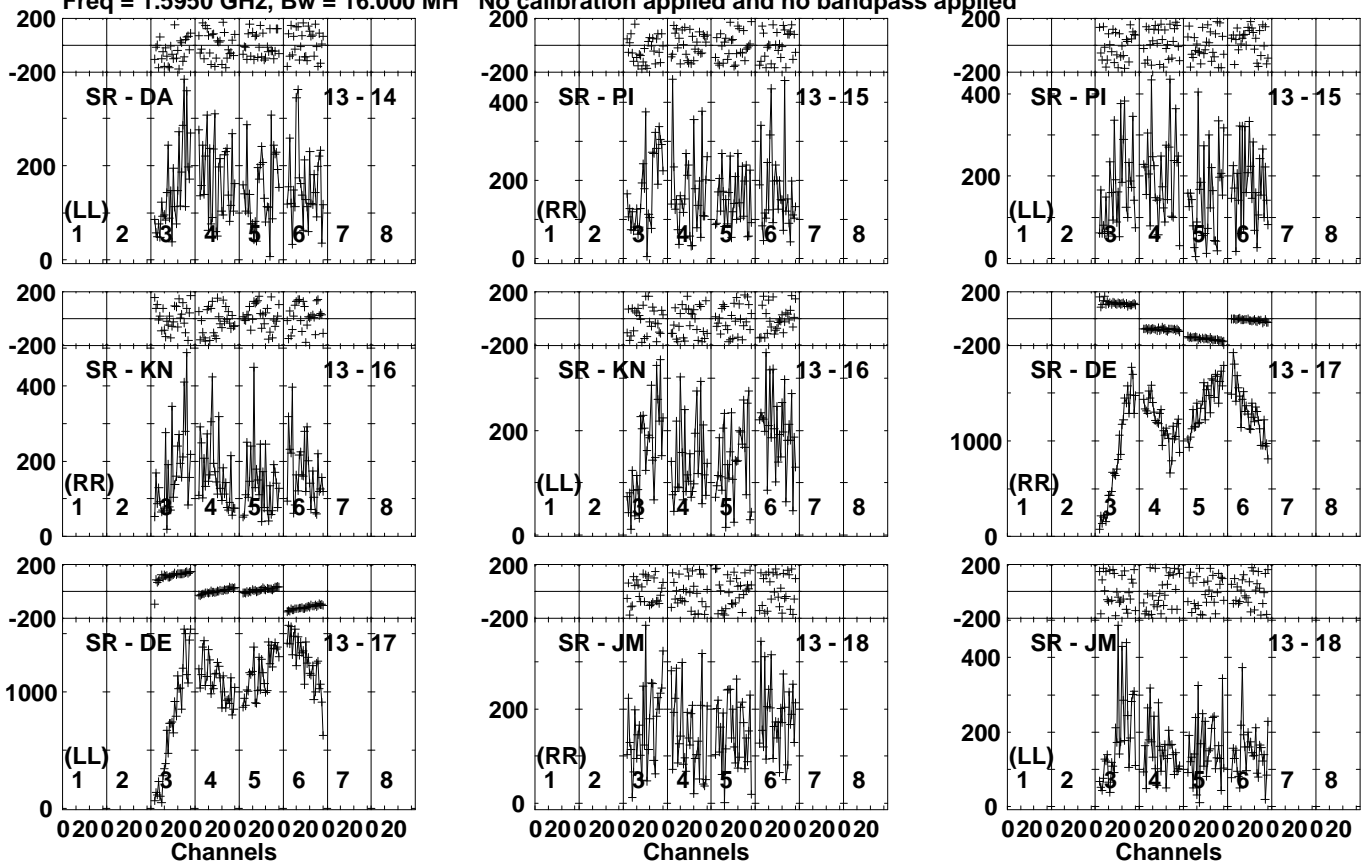 Freq = 1.5950 GHz, Bw = 16.000 MH No calibration applied and no bandpass applied
200
-200
SR - DA 13 - 14
200
(LL)
1 2 3 4 5 6 7 8
0
200
-200
SR - PI 13 - 15
400
200
(RR)
1 2 3 4 5 6 7 8
0
200
-200
SR - PI 13 - 15
400
200
(LL)
1 2 3 4 5 6 7 8
0
200
-200
SR - KN 13 - 16
400
200
(RR)
1 2 3 4 5 6 7 8
0
200
-200
SR - KN 13 - 16
200
(LL)
1 2 3 4 5 6 7 8
0
200
-200
SR - DE 13 - 17
1000
(RR)
1 2 3 4 5 6 7 8
0
200
-200
SR - DE 13 - 17
1000
(LL)
1 2 3 4 5 6 7 8
0
200
-200
SR - JM 13 - 18
200
(RR)
1 2 3 4 5 6 7 8
0
200
-200
SR - JM 13 - 18
400
200
(LL)
1 2 3 4 5 6 7 8
0
0 20 0 20 0 20 0 20 0 20 0 20 0 20 0 20
Channels
0 20 0 20 0 20 0 20 0 20 0 20 0 20 0 20
Channels
0 20 0 20 0 20 0 20 0 20 0 20 0 20 0 20
Channels